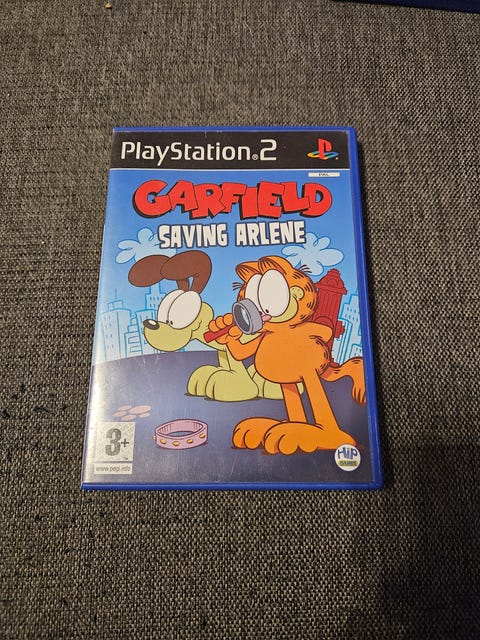 PlayStation®2
PAL
GARFIELD
SAVING ARLENE
3+
www.pegi.info
HIP
GAMES